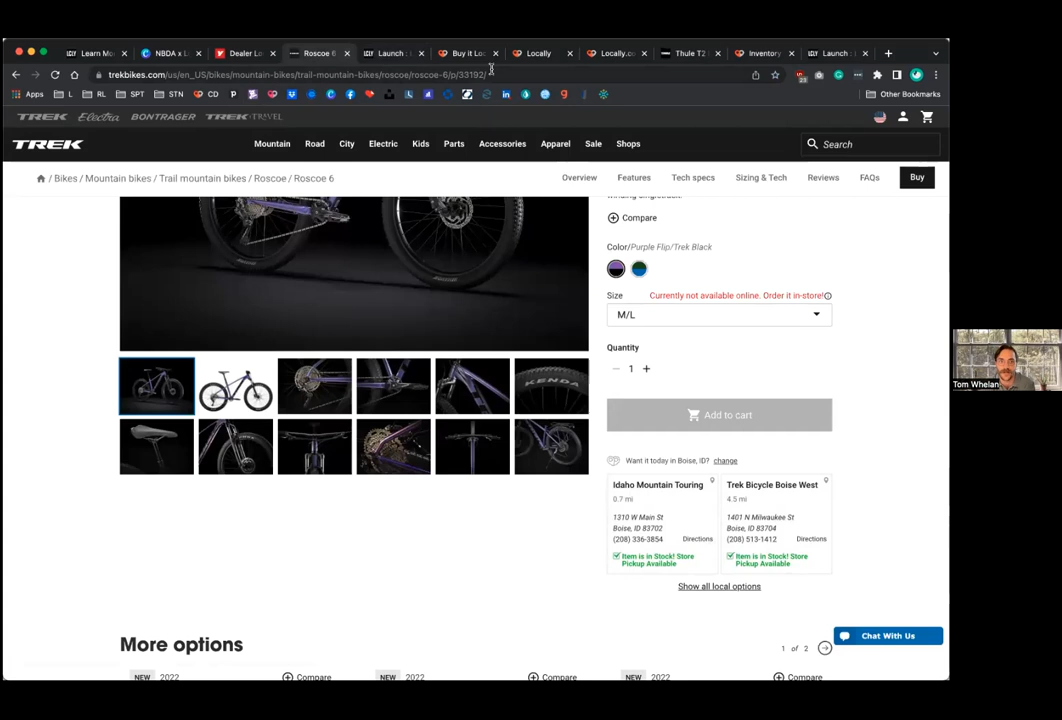 Learn Mo
NBDA x L
Dealer Lo
Roscoe 6
Launch :
Buy it Loc
Locally
Locally.co
Thule T2
Inventory
Launch :
trekbikes.com/us/en_US/bikes/mountain-bikes/trail-mountain-bikes/roscoe/roscoe-6/p/33192/
Apps
L
RL
SPT
STN
CD
Other Bookmarks
TREK Electra BONTRAGER TREK TRAVEL
TREK
Mountain Road City Electric Kids Parts Accessories Apparel Sale Shops
Search
/ Bikes / Mountain bikes / Trail mountain bikes / Roscoe / Roscoe 6
Overview Features Tech specs Sizing & Tech Reviews FAQs Buy
winding singletrack.
Compare
Color/Purple Flip/Trek Black
Size Currently not available online. Order it in-store!
M/L
Quantity
1
Add to cart
Want it today in Boise, ID? change
Idaho Mountain Touring
0.7 mi
1310 W Main St
Boise, ID 83702
(208) 336-3854 Directions
Item is in Stock! Store
Pickup Available
Trek Bicycle Boise West
4.5 mi
1401 N Milwaukee St
Boise, ID 83704
(208) 513-1412 Directions
Item is in Stock! Store
Pickup Available
Show all local options
KENDA
More options
1 of 2
Chat With Us
NEW 2022 Compare
NEW 2022 Compare
NEW 2022 Compare
Tom Whelan